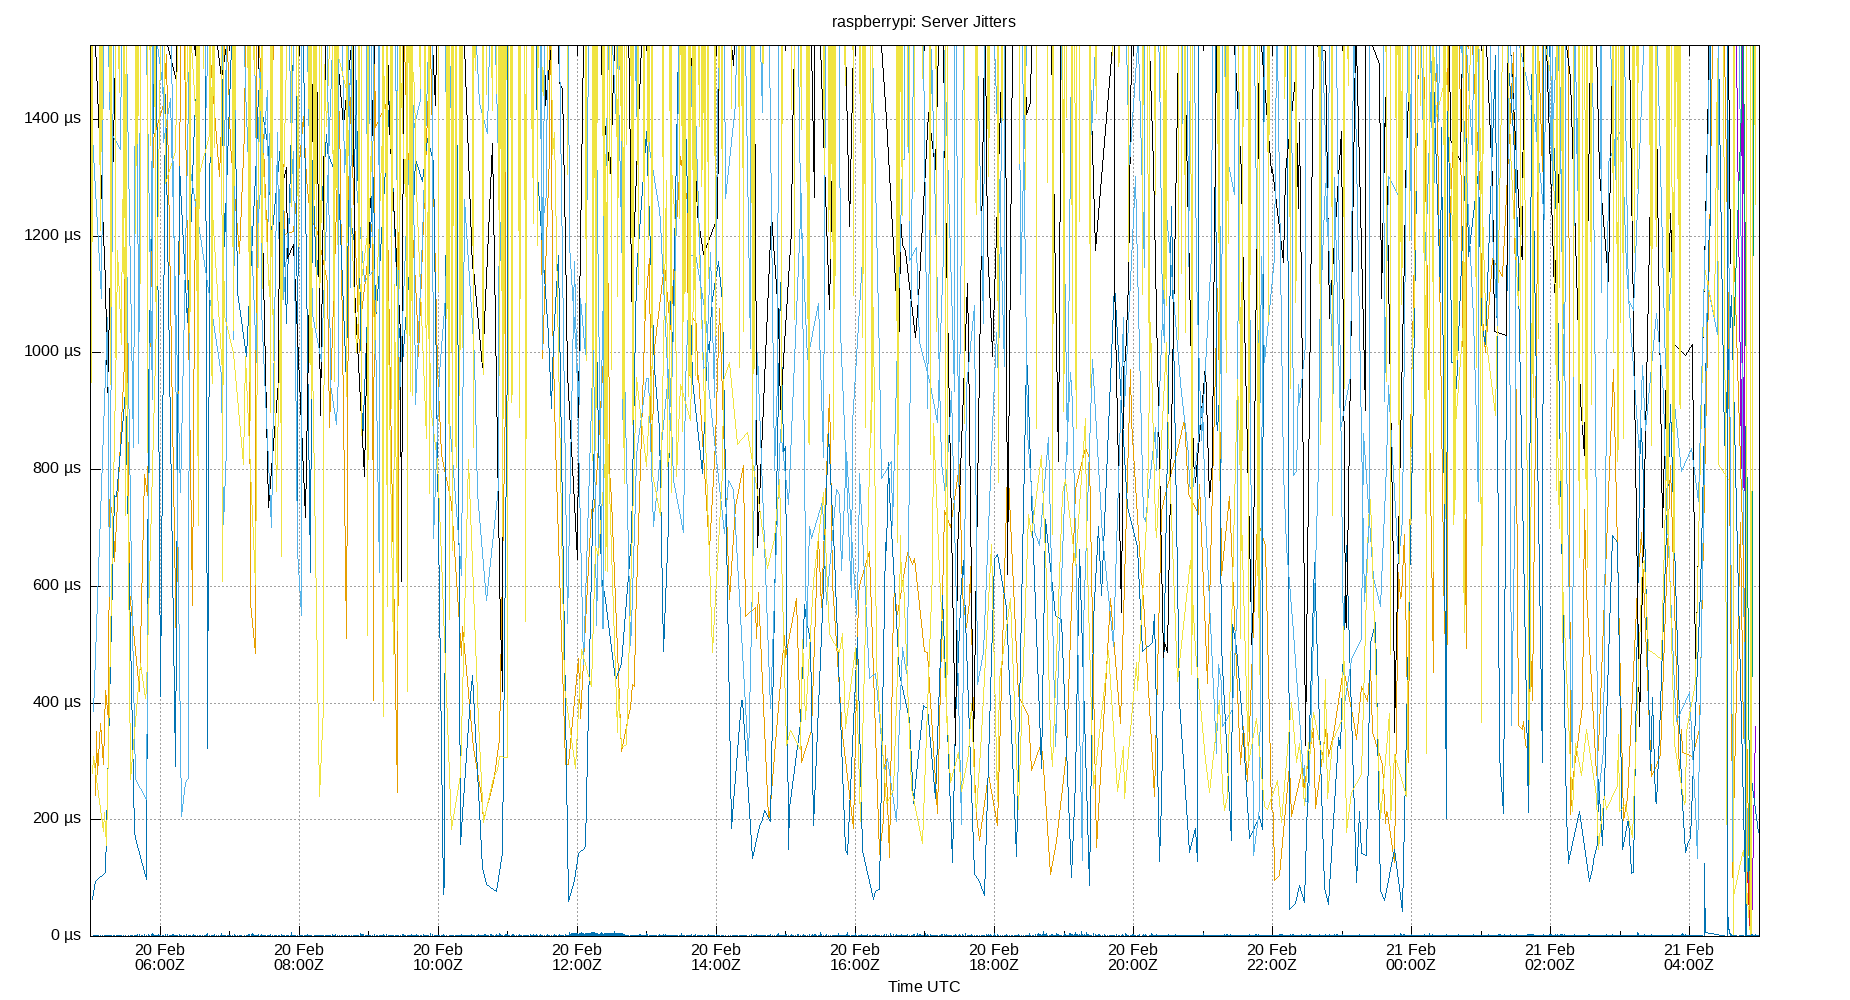 raspberrypi: Server Jitters
1400 µs
1200 µs
1000 µs
800 µs
600 µs
400 µs
200 µs
0 µs
20 Feb 20 Feb 20 Feb 20 Feb 20 Feb 20 Feb 20 Feb 20 Feb 20 Feb 21 Feb 21 Feb 21 Feb
06:00Z 08:00Z 10:00Z 12:00Z 14:00Z 16:00Z 18:00Z 20:00Z 22:00Z 00:00Z 02:00Z 04:00Z
Time UTC